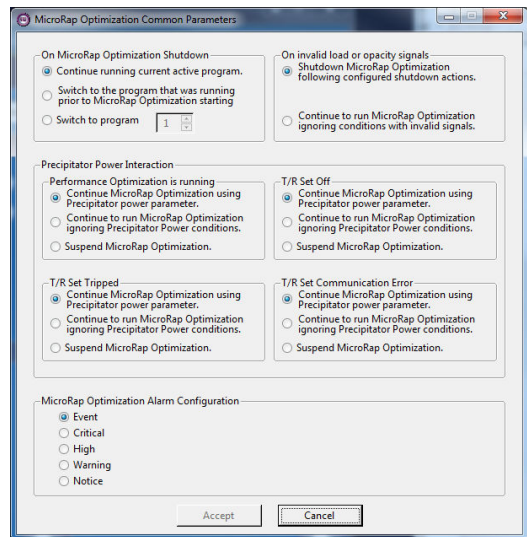 MicroRap Optimization Common Parameters
On MicroRap Optimization Shutdown
Continue running current active program.
Switch to the program that was running
prior to MicroRap Optimization starting
Switch to program 1
On invalid load or opacity signals
Shutdown MicroRap Optimization
following configured shutdown actions.
Continue to run MicroRap Optimization
ignoring conditions with invalid signals.
Precipitator Power Interaction
Performance Optimization is running
Continue MicroRap Optimization using
Precipitator power parameter.
Continue to run MicroRap Optimization
ignoring Precipitator Power conditions.
Suspend MicroRap Optimization.
T/R Set Off
Continue MicroRap Optimization using
Precipitator power parameter.
Continue to run MicroRap Optimization
ignoring Precipitator Power conditions.
Suspend MicroRap Optimization.
T/R Set Tripped
Continue MicroRap Optimization using
Precipitator power parameter.
Continue to run MicroRap Optimization
ignoring Precipitator Power conditions.
Suspend MicroRap Optimization.
T/R Set Communication Error
Continue MicroRap Optimization using
Precipitator power parameter.
Continue to run MicroRap Optimization
ignoring Precipitator Power conditions.
Suspend MicroRap Optimization.
MicroRap Optimization Alarm Configuration
Event
Critical
High
Warning
Notice
Accept
Cancel